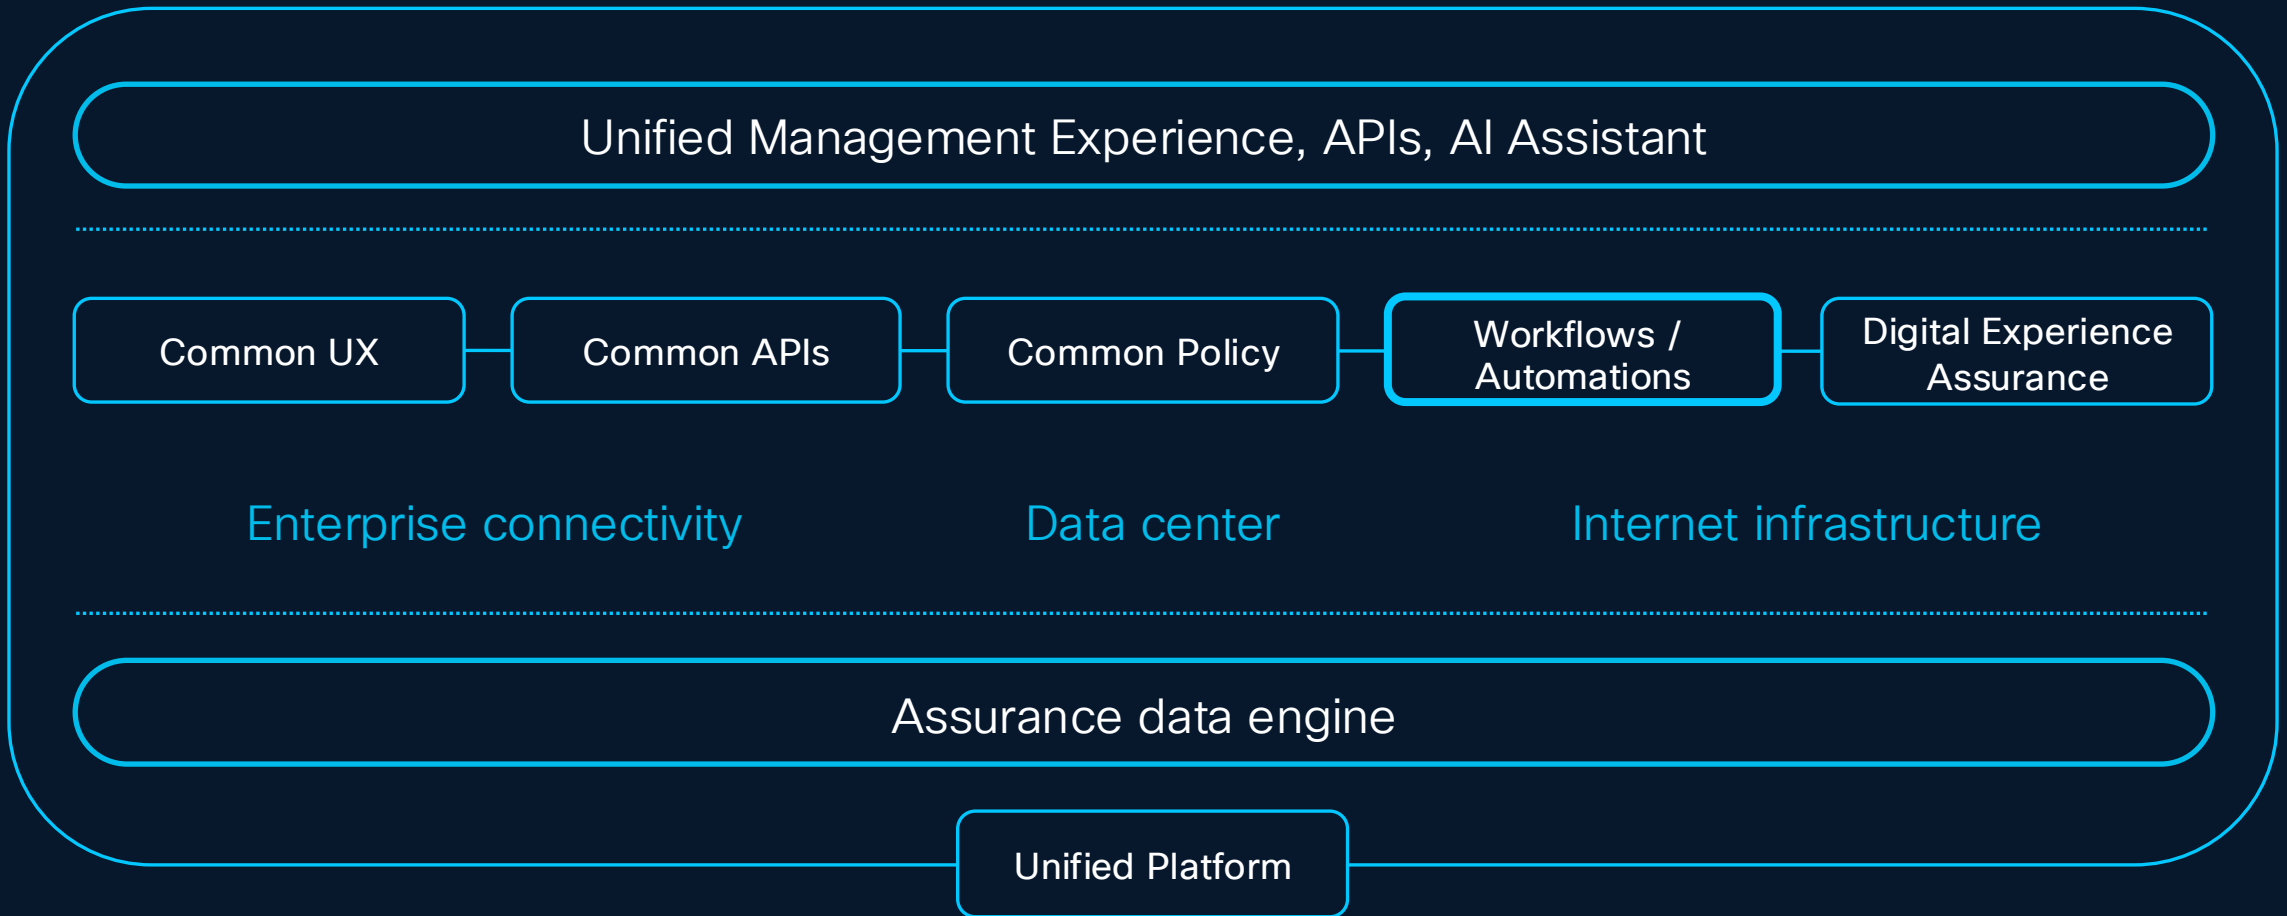 Unified Management Experience, APIs, AI Assistant
Common UX
Common APIs
Common Policy
Workflows /
Automations
Digital Experience
Assurance
Enterprise connectivity
Data center
Internet infrastructure
Assurance data engine
Unified Platform